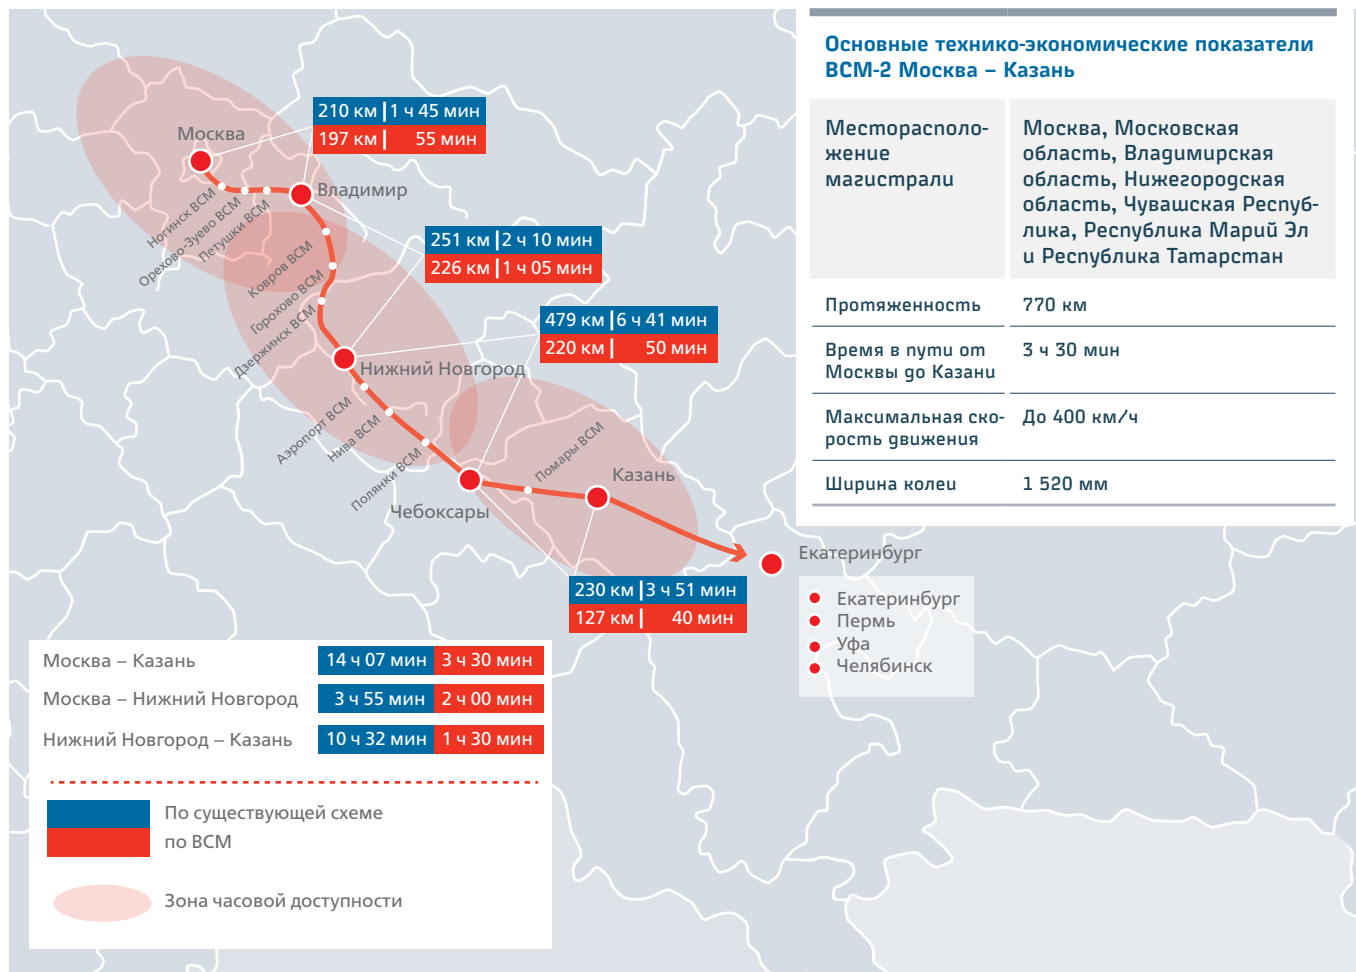 Основные технико-экономические показатели
ВСМ-2 Москва – Казань
Месторасполо-
жение
магистрали
Москва, Московская
область, Владимирская
область, Нижегородская
область, Чувашская Респуб-
лика, Республика Марий Эл
и Республика Татарстан
Протяженность
770 км
Время в пути от
Москвы до Казани
3 ч 30 мин
Максимальная ско-
рость движения
До 400 км/ч
Ширина колеи
1 520 мм
210 км | 1 ч 45 мин
197 км | 55 мин
Москва
Владимир
Ногинск ВСМ
Орехово-Зуево ВСМ
Петушки ВСМ
251 км | 2 ч 10 мин
226 км | 1 ч 05 мин
Ковров ВСМ
Горохово ВСМ
Дзержинск ВСМ
479 км | 6 ч 41 мин
220 км | 50 мин
Нижний Новгород
Аэропорт ВСМ
Нива ВСМ
Полянки ВСМ
Помары ВСМ
Казань
Чебоксары
Екатеринбург
230 км | 3 ч 51 мин
127 км | 40 мин
Екатеринбург
Пермь
Уфа
Челябинск
Москва – Казань 14 ч 07 мин 3 ч 30 мин
Москва – Нижний Новгород 3 ч 55 мин 2 ч 00 мин
Нижний Новгород – Казань 10 ч 32 мин 1 ч 30 мин
По существующей схеме
по ВСМ
Зона часовой доступности